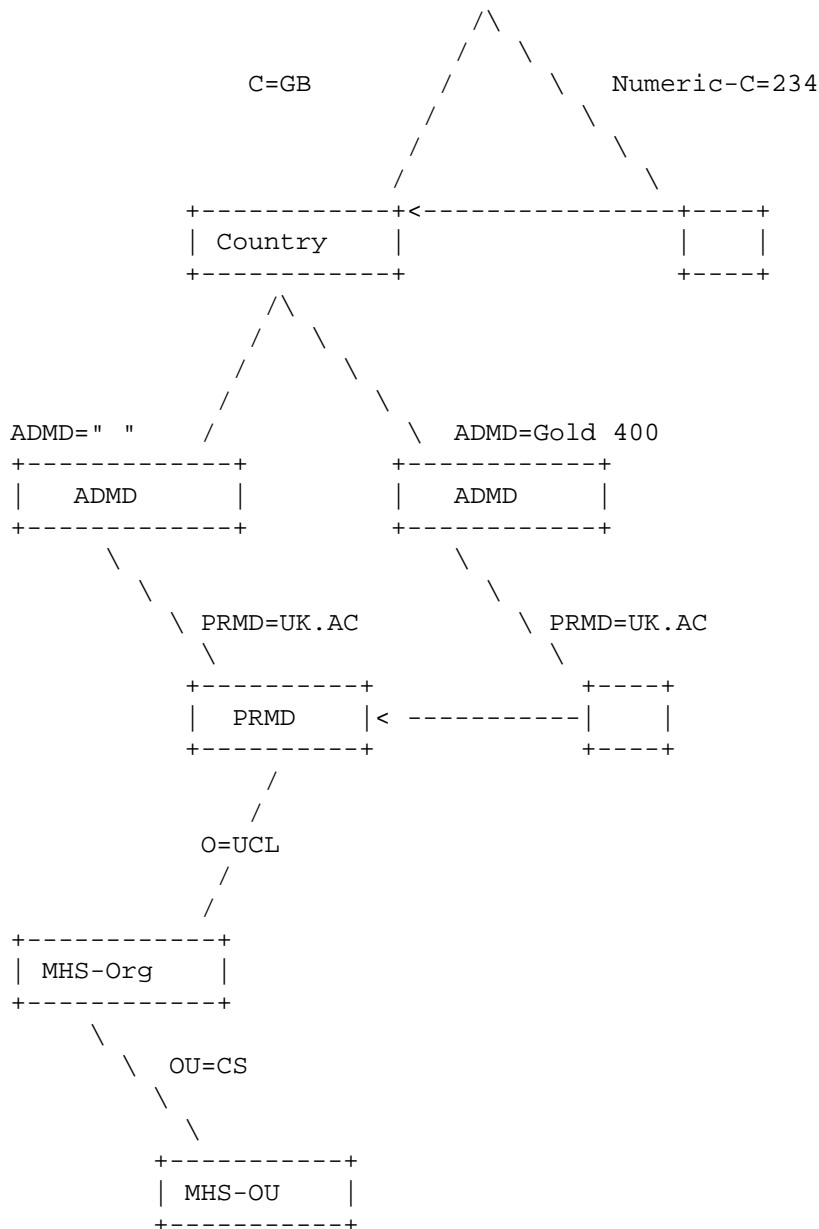 C=GB Numeric-C=234
Country
ADMD=" " ADMD=Gold 400
ADMD ADMD
PRMD=UK.AC PRMD=UK.AC
PRMD
O=UCL
MHS-Org
OU=CS
MHS-OU